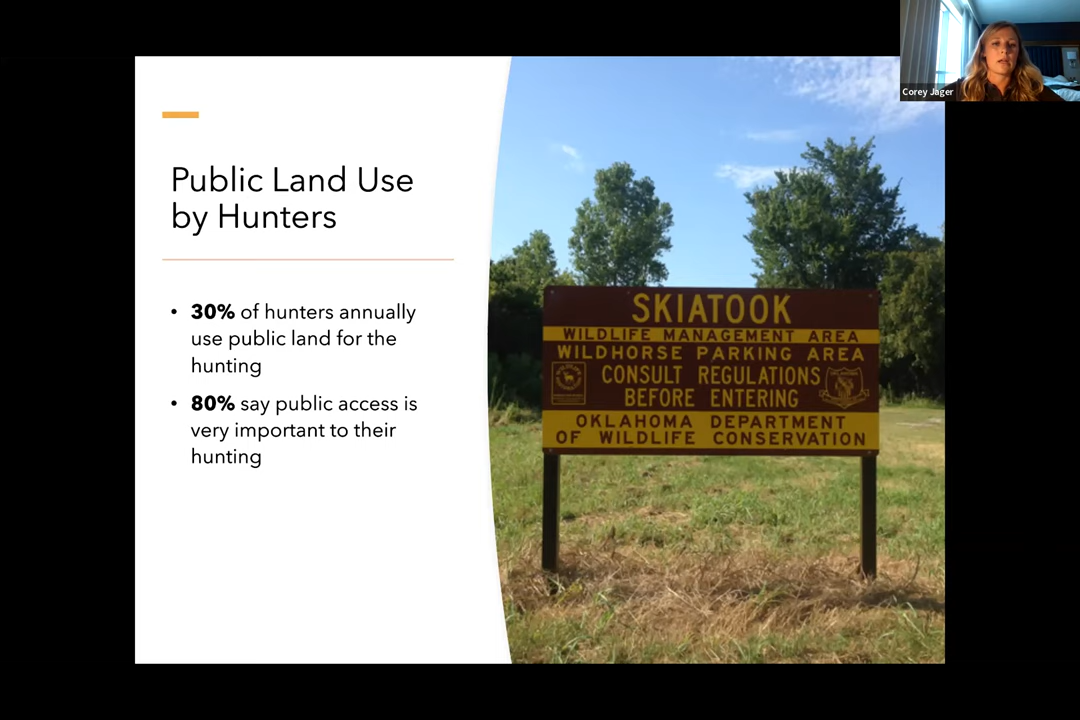 Corey Jager
Public Land Use
by Hunters
• 30% of hunters annually
use public land for the
hunting
• 80% say public access is
very important to their
hunting
SKIATOOK
WILDLIFE MANAGEMENT AREA
WILDHORSE PARKING AREA
CONSULT REGULATIONS
BEFORE ENTERING
OKLAHOMA DEPARTMENT
OF WILDLIFE CONSERVATION